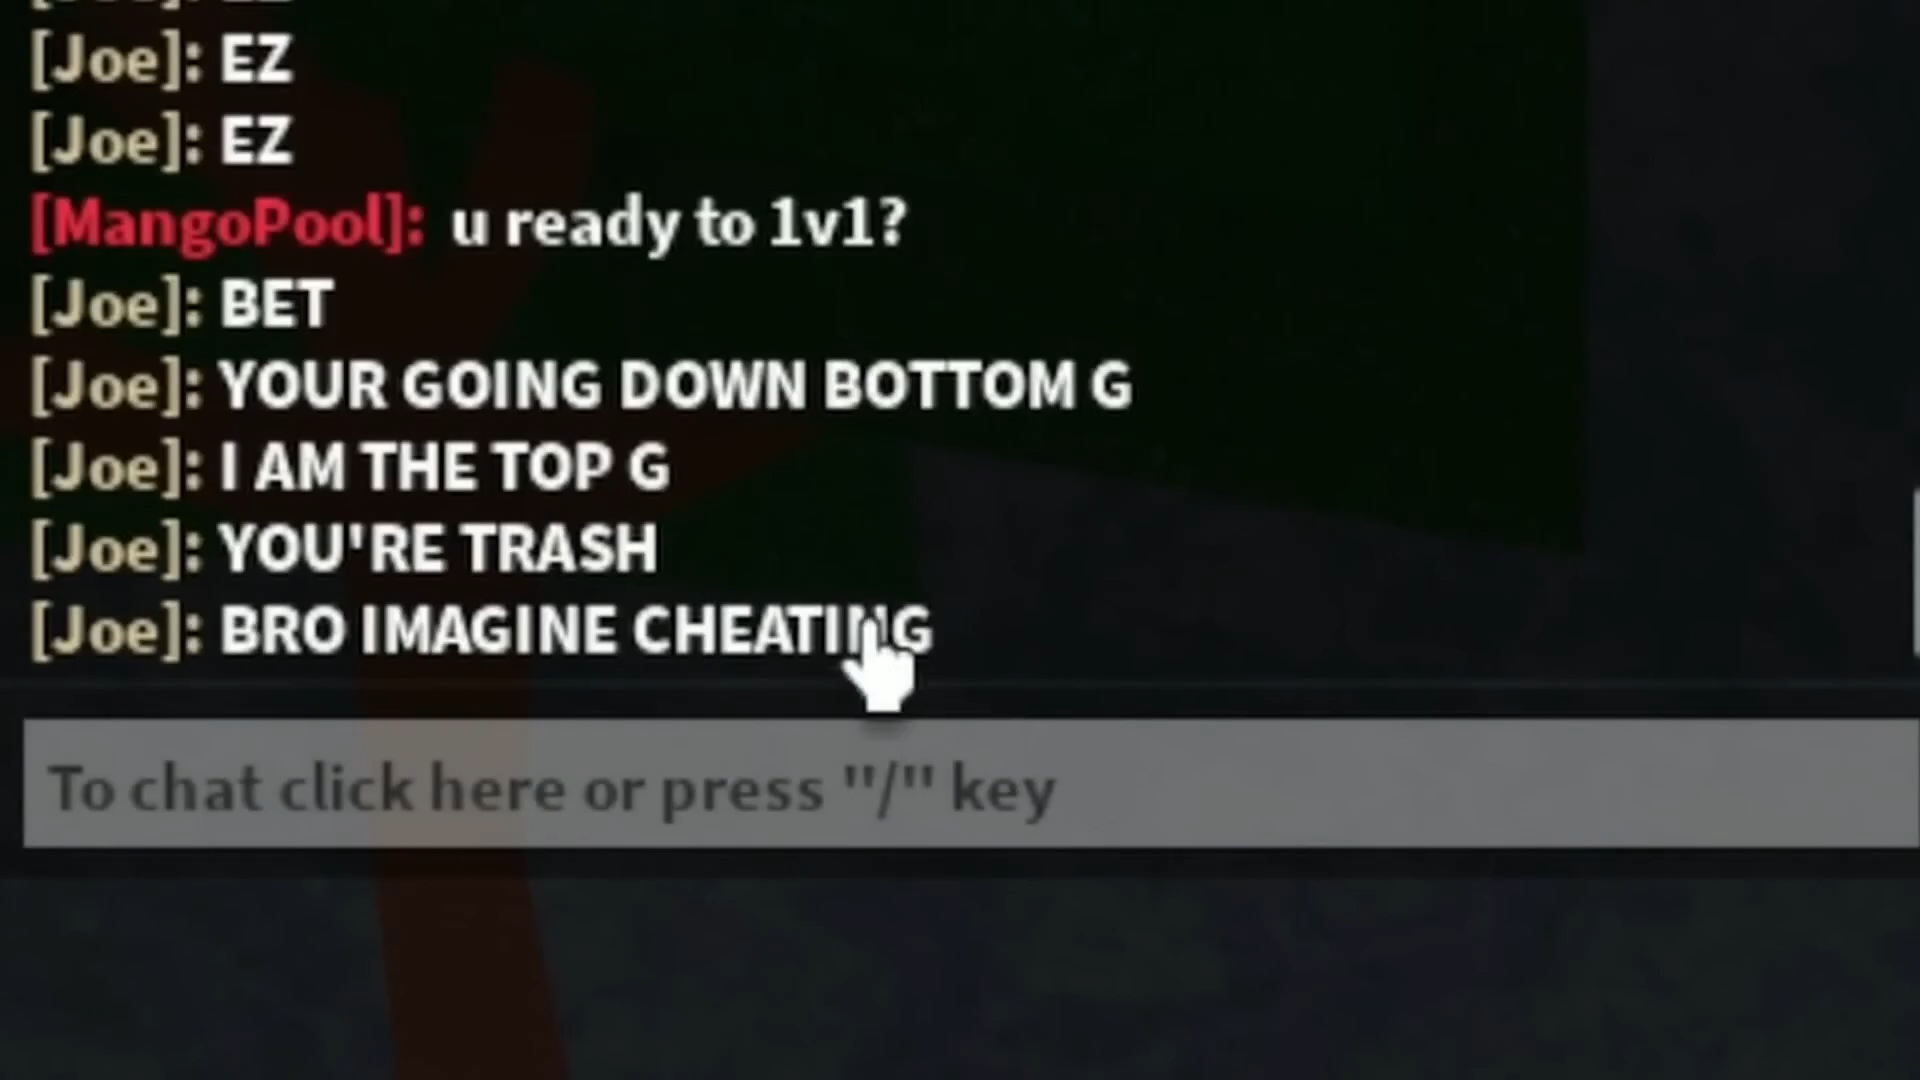 [Joe]: EZ
[Joe]: EZ
[MangoPool]: u ready to 1v1?
[Joe]: BET
[Joe]: YOUR GOING DOWN BOTTOM G
[Joe]: I AM THE TOP G
[Joe]: YOU'RE TRASH
[Joe]: BRO IMAGINE CHEATING
To chat click here or press "/" key